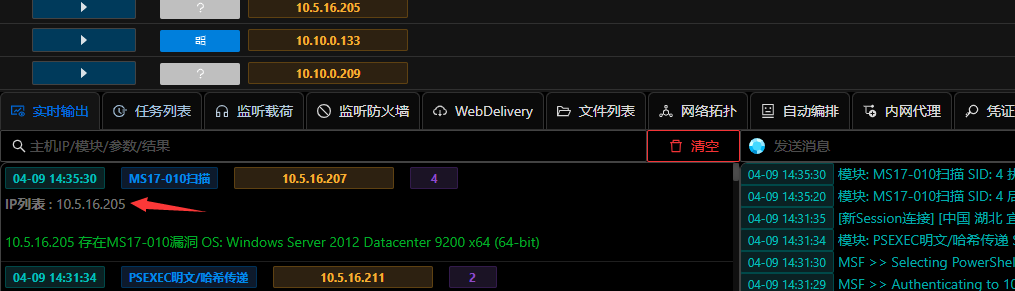 ? 10.5.16.205
10.10.0.133
? 10.10.0.209
实时输出 任务列表 监听载荷 监听防火墙 WebDelivery 文件列表 网络拓扑 自动编排 内网代理 凭证
主机IP/模块/参数/结果 清空 发送消息
04-09 14:35:30 MS17-010扫描 10.5.16.207 4
IP列表 : 10.5.16.205
10.5.16.205 存在MS17-010漏洞 OS: Windows Server 2012 Datacenter 9200 x64 (64-bit)
04-09 14:31:34 PSEXEC明文/哈希传递 10.5.16.211 2
04-09 14:35:30 模块: MS17-010扫描 SID: 4
04-09 14:35:20 模块: MS17-010扫描 SID: 4
04-09 14:31:35 [新Session连接] [中国 湖北
04-09 14:31:34 模块: PSEXEC明文/哈希传递
04-09 14:31:30 MSF >> Selecting PowerShel
04-09 14:31:29 MSF >> Authenticating to 10